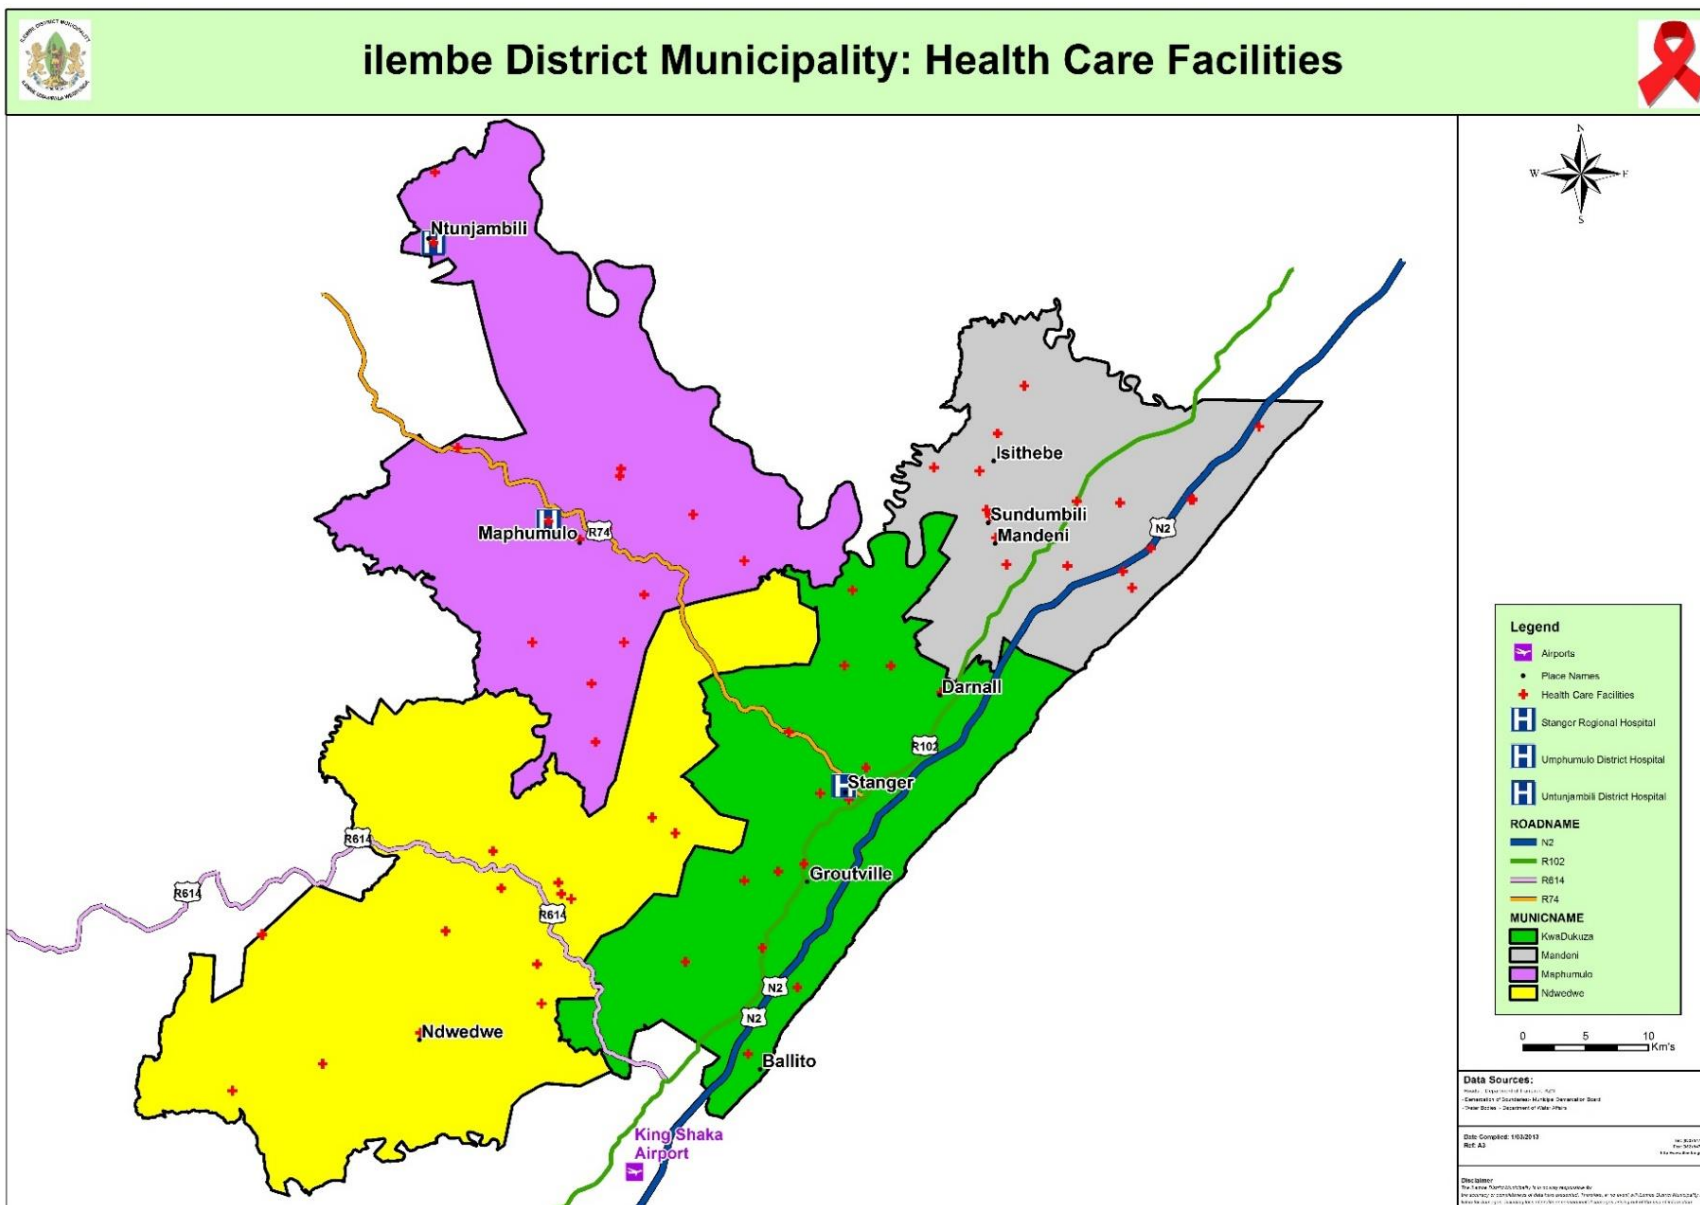 ilembe District Municipality: Health Care Facilities
N
W
E
S
Ntunjambili
Isithebe
Sundumbili
Mandeni
N2
Maphumulo
R74
Darnall
R102
Stanger
R614
R614
Groutville
R614
N2
N2
Ndwedwe
Ballito
King Shaka
Airport
Legend
Airports
Place Names
Health Care Facilities
Stanger Regional Hospital
Umphumulo District Hospital
Untunjambili District Hospital
ROADNAME
N2
R102
R614
R74
MUNICNAME
KwaDukuza
Mandeni
Maphumulo
Ndwedwe
0 5 10
Km's
Data Sources:
Disclaimer